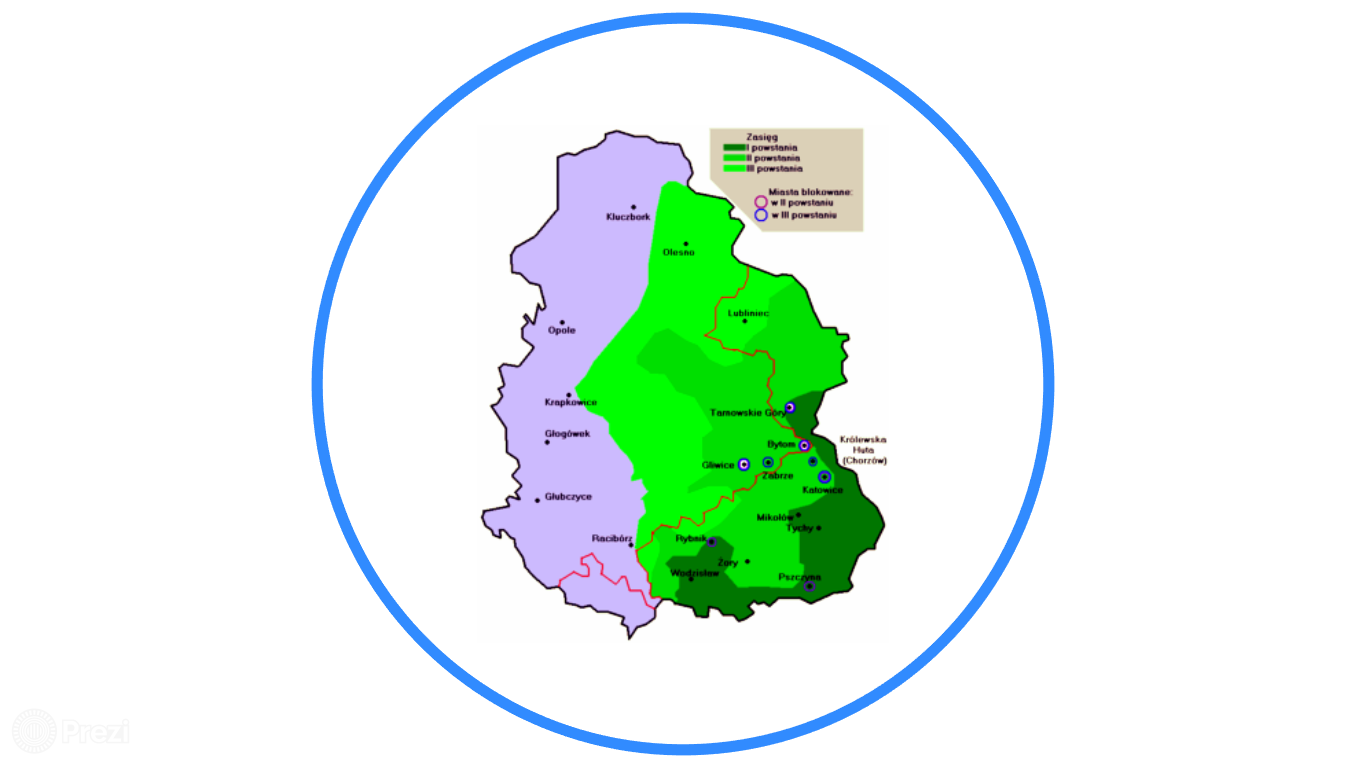 Zasięg
I powstania
II powstania
III powstania
Miasta blokowane:
w II powstaniu
w III powstaniu
Kluczbork
Olesno
Lubliniec
Opole
Krapkowice
Tarnowskie Góry
Głogówek
Bytom
Królewska
Huta
(Chorzów)
Gliwice
Zabrze
Katowice
Głubczyce
Mikołów
Tychy
Racibórz
Rybnik
Żory
Wodzisław
Pszczyna
Prezi